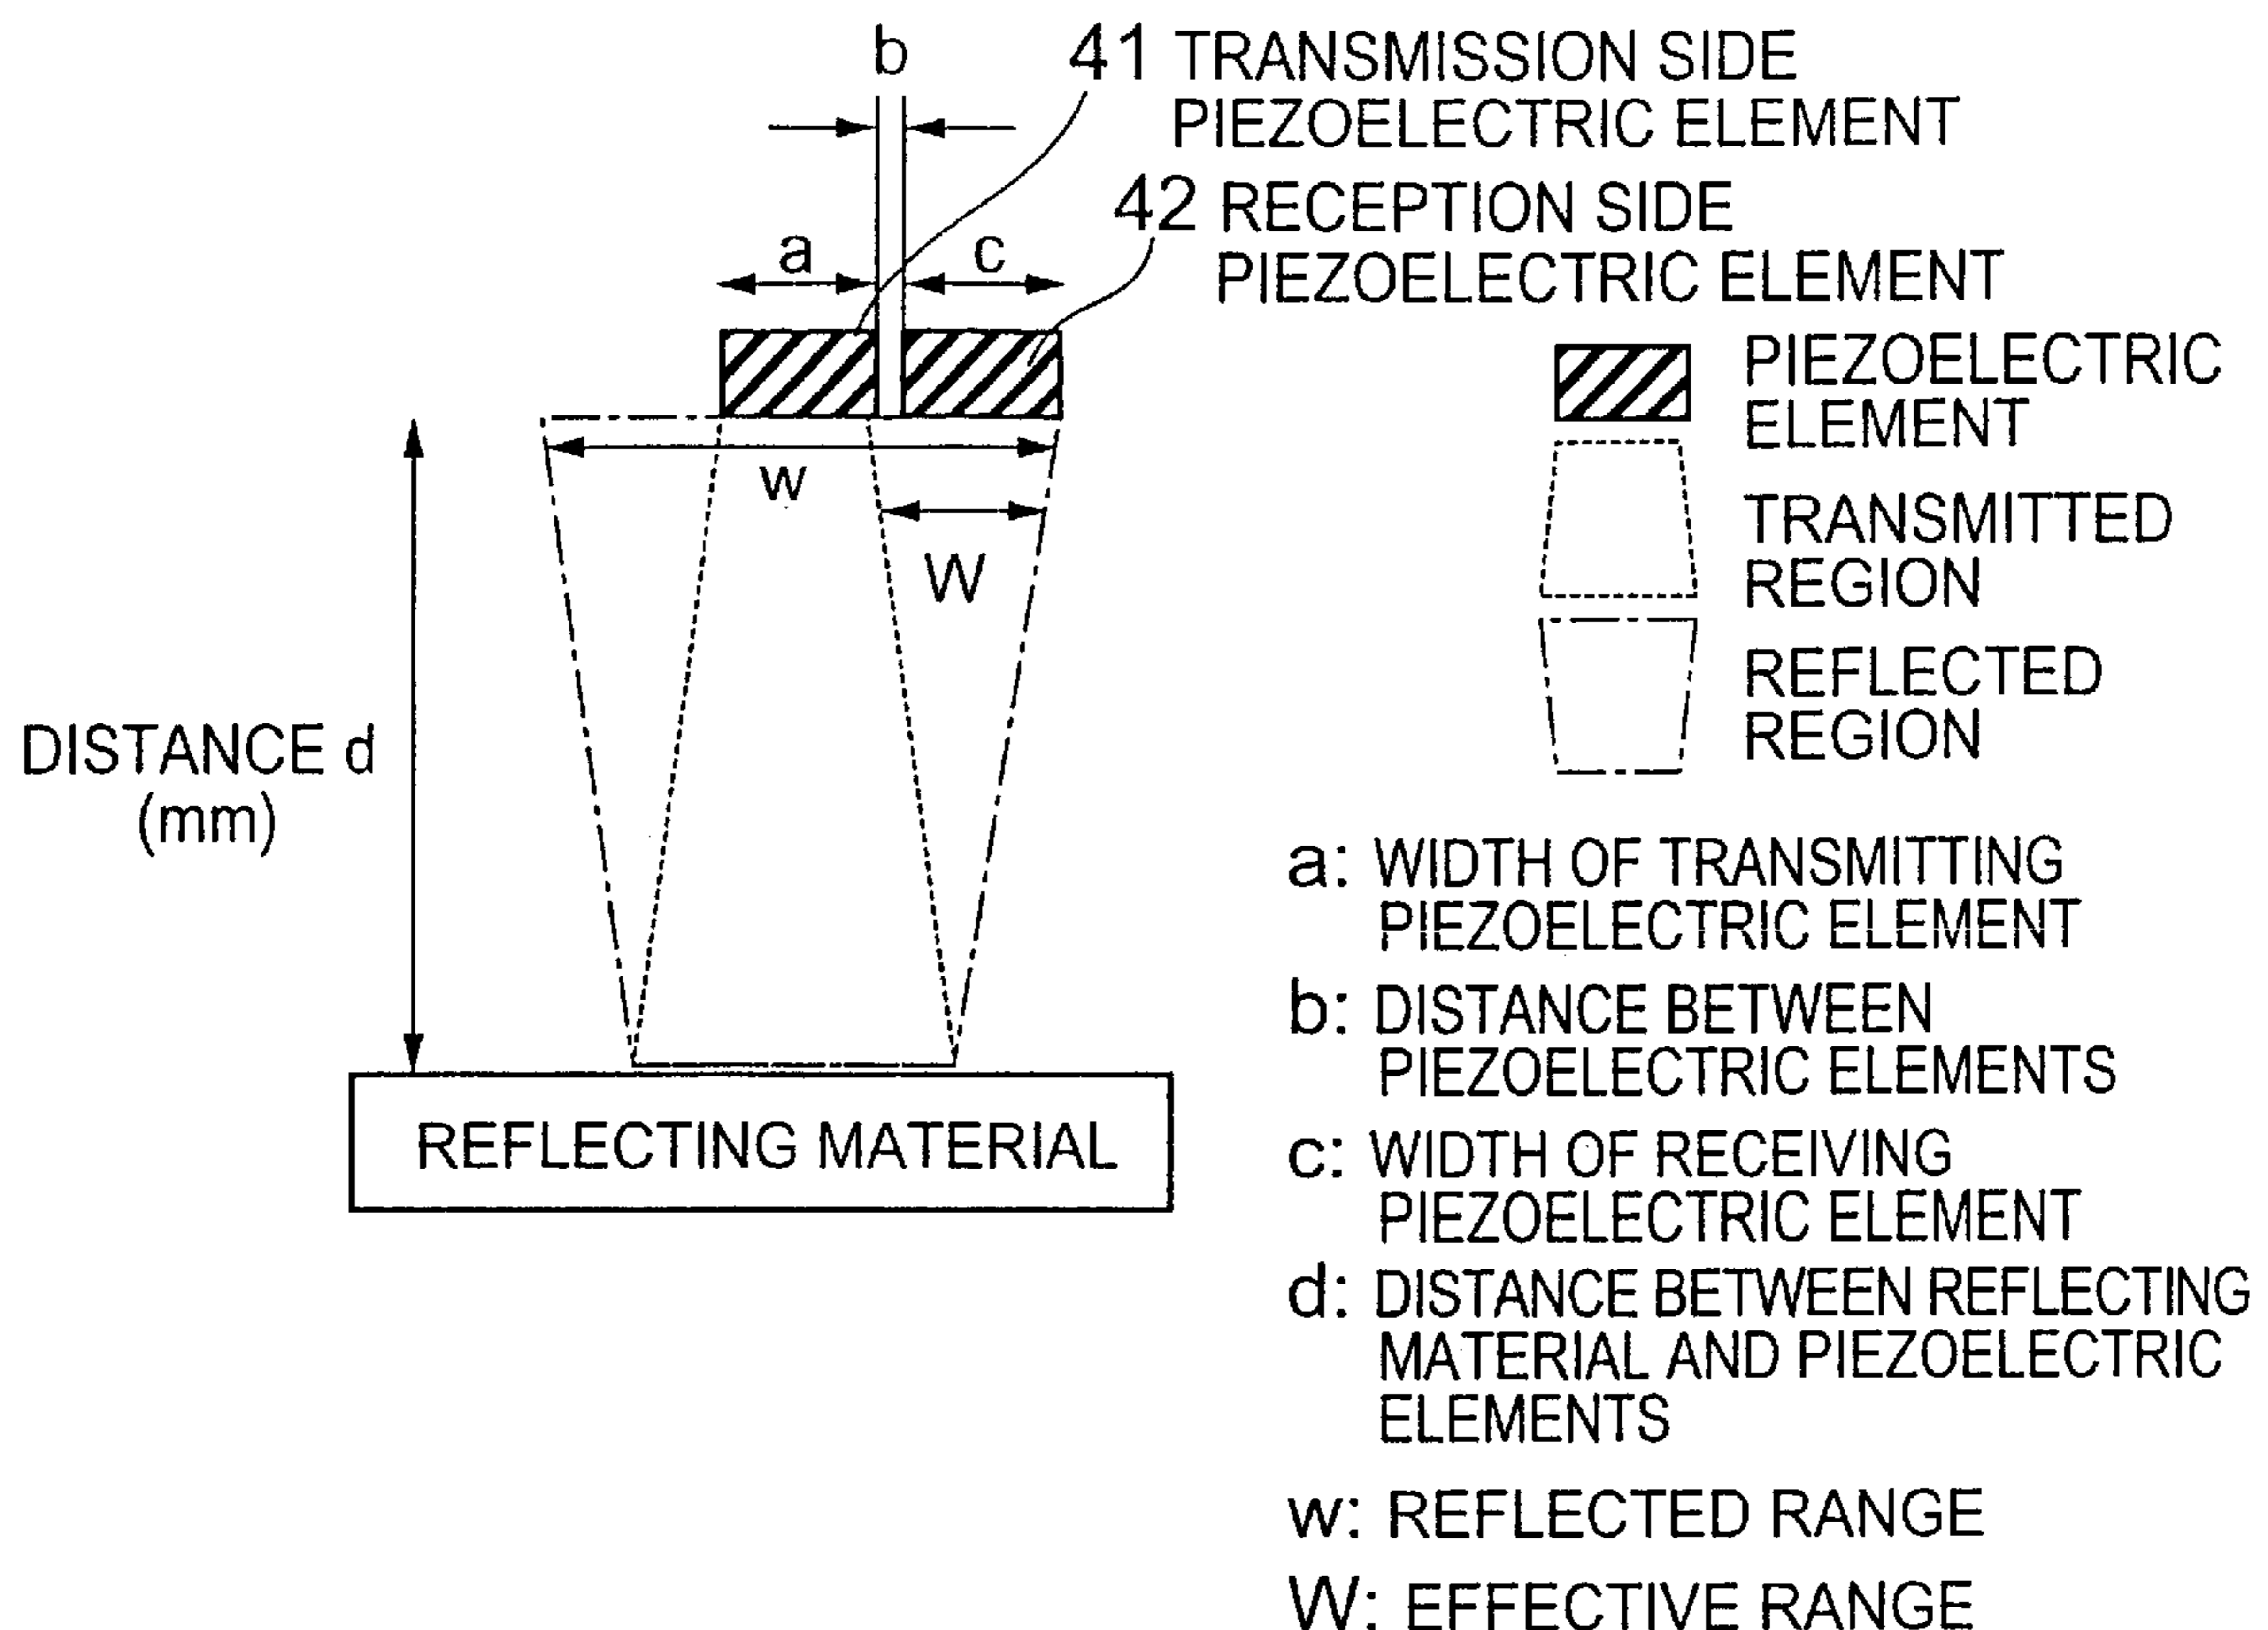 b
41 TRANSMISSION SIDE
PIEZOELECTRIC ELEMENT
42 RECEPTION SIDE
PIEZOELECTRIC ELEMENT
a
c
w
W
DISTANCE d
(mm)
REFLECTING MATERIAL
PIEZOELECTRIC
ELEMENT
TRANSMITTED
REGION
REFLECTED
REGION
a: WIDTH OF TRANSMITTING
PIEZOELECTRIC ELEMENT
b: DISTANCE BETWEEN
PIEZOELECTRIC ELEMENTS
c: WIDTH OF RECEIVING
PIEZOELECTRIC ELEMENT
d: DISTANCE BETWEEN REFLECTING
MATERIAL AND PIEZOELECTRIC
ELEMENTS
w: REFLECTED RANGE
W: EFFECTIVE RANGE